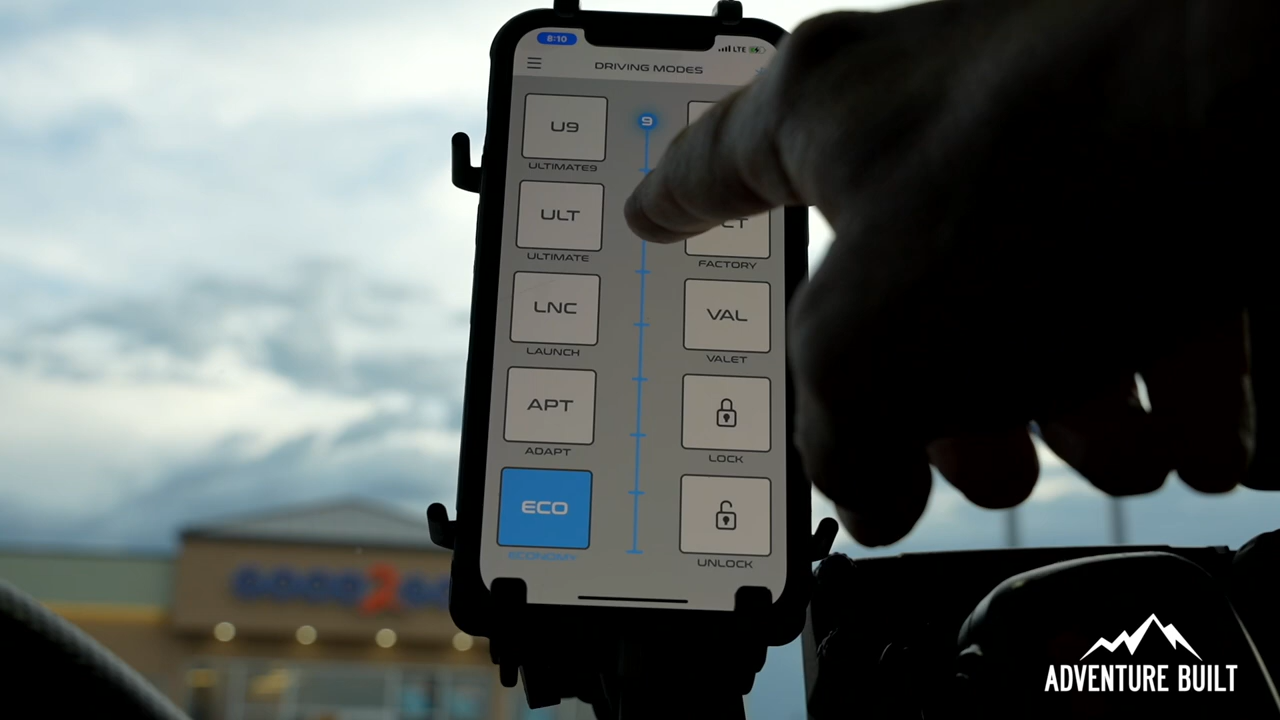 8:10
LTE
DRIVING MODES
U9
ULTIMATE9
9
ULT
ULTIMATE
FACTORY
LNC
LAUNCH
VAL
VALET
APT
ADAPT
LOCK
ECO
ECONOMY
UNLOCK
GOOD2GO
ADVENTURE BUILT